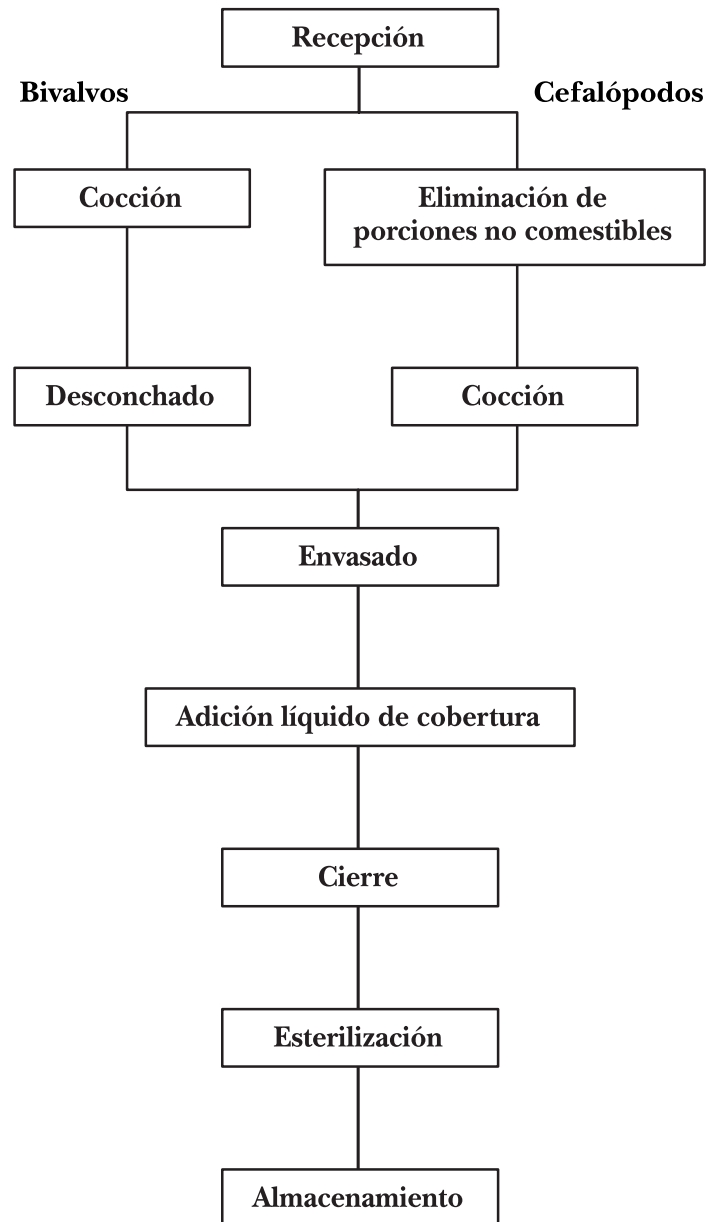 Recepción
Bivalvos
Cefalópodos
Cocción
Eliminación de
porciones no comestibles
Desconchado
Cocción
Envasado
Adición líquido de cobertura
Cierre
Esterilización
Almacenamiento